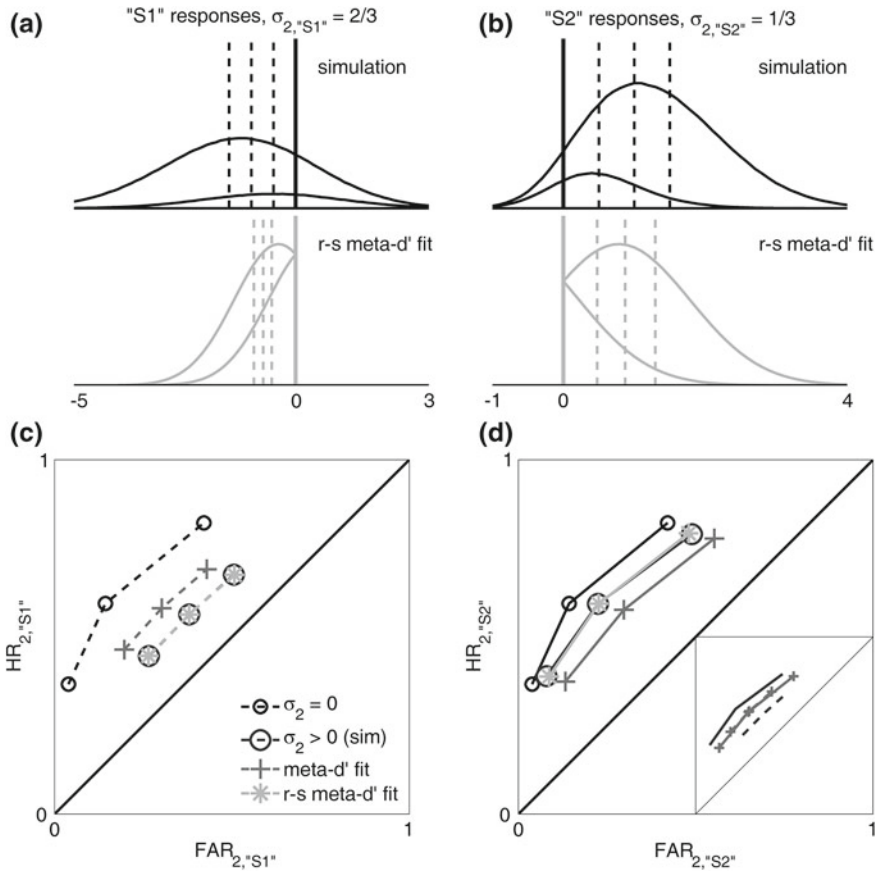 (a) "S1" responses, σ2,"S1" = 2/3
simulation
r-s meta-d' fit
-5 0 3
(b) "S2" responses, σ2,"S2" = 1/3
simulation
r-s meta-d' fit
-1 0 4
(c)
1
HR2,"S1"
σ2 = 0
σ2 > 0 (sim)
meta-d' fit
r-s meta-d' fit
0
0 1
FAR2,"S1"
(d)
1
HR2,"S2"
0
0 1
FAR2,"S2"